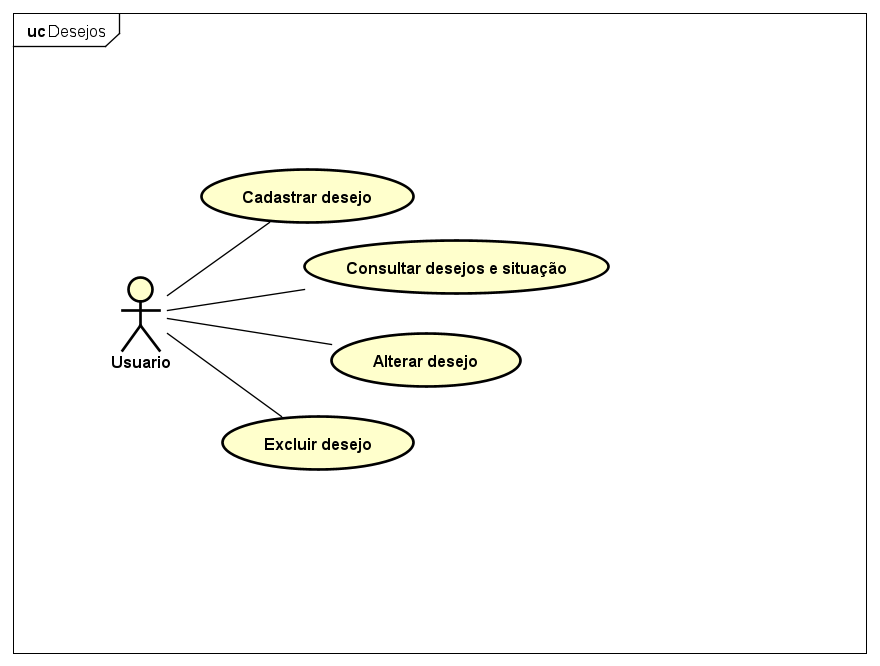 uc Desejos
Cadastrar desejo
Consultar desejos e situação
Usuario
Alterar desejo
Excluir desejo